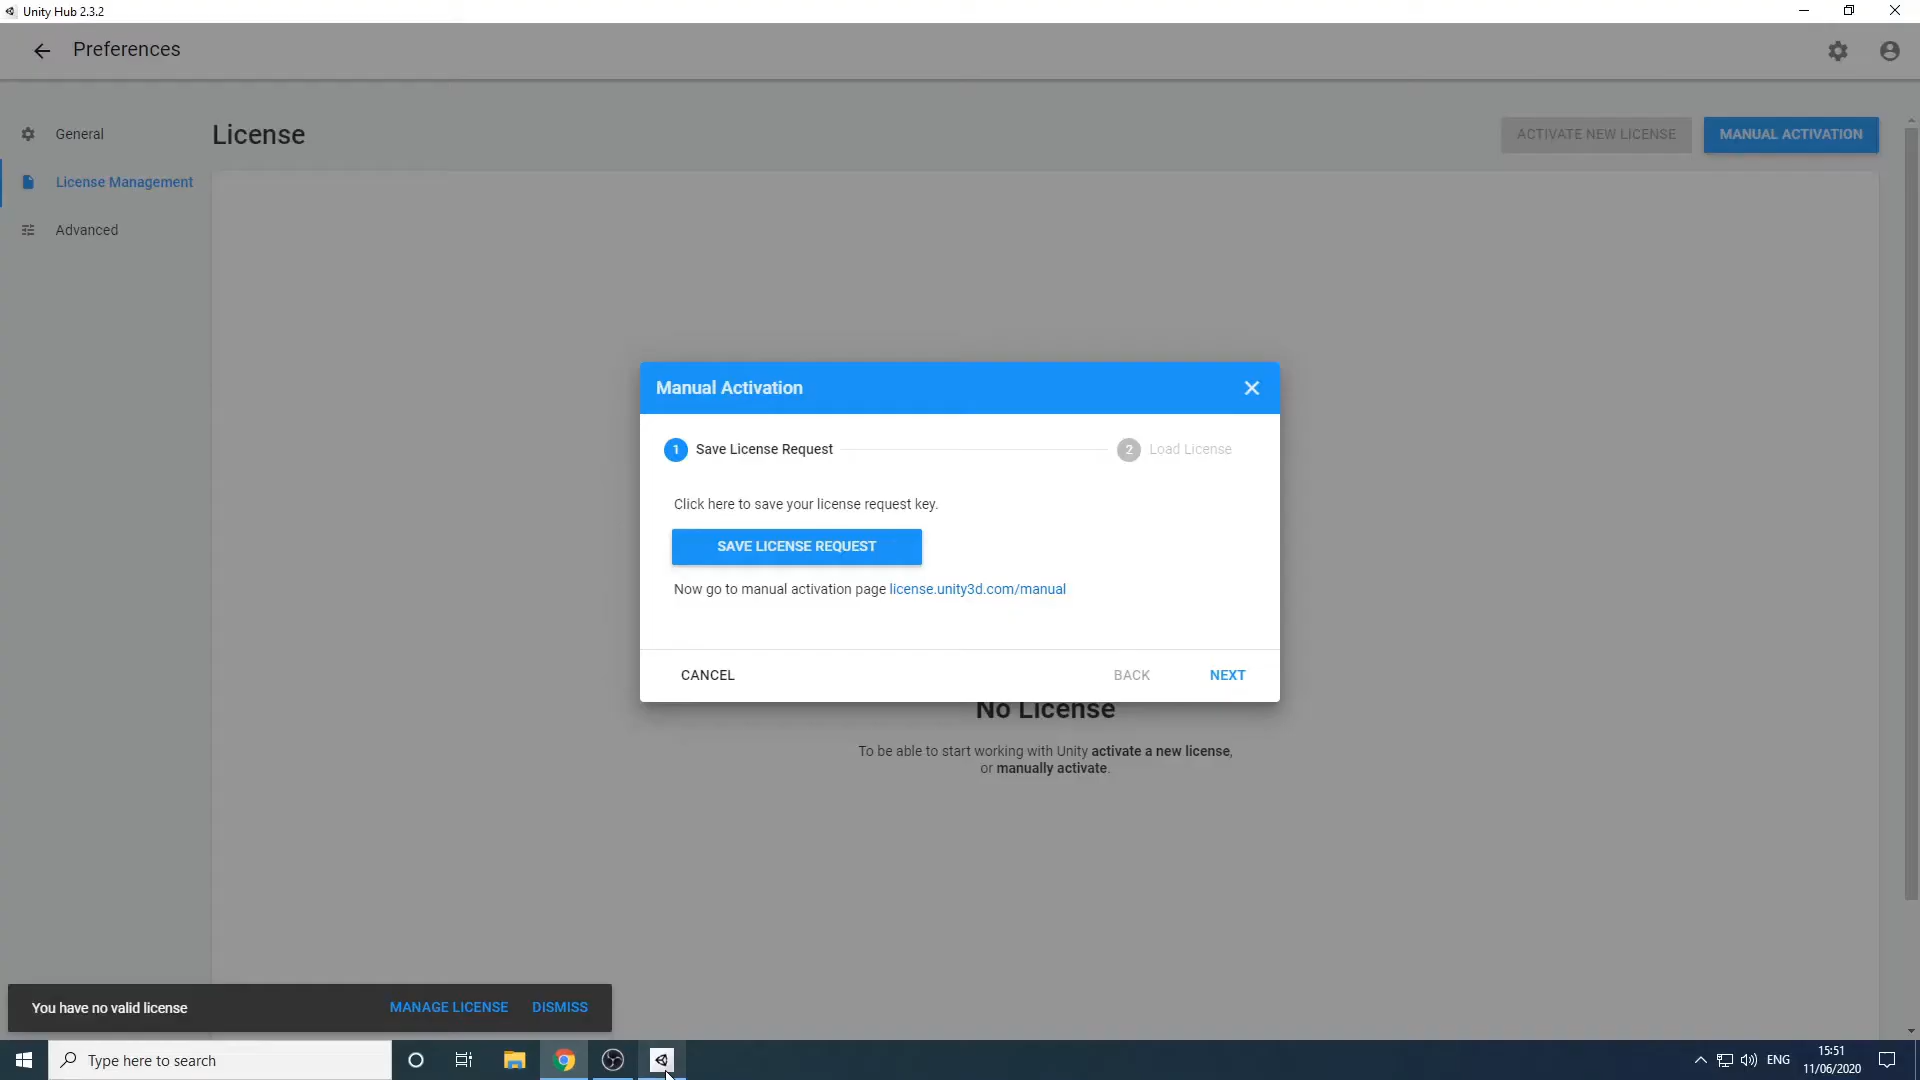 Unity Hub 2.3.2
Preferences
General
License Management
Advanced
License
ACTIVATE NEW LICENSE
MANUAL ACTIVATION
Manual Activation
1 Save License Request
2 Load License
Click here to save your license request key.
SAVE LICENSE REQUEST
Now go to manual activation page license.unity3d.com/manual
CANCEL
BACK
NEXT
No License
To be able to start working with Unity activate a new license,
or manually activate.
You have no valid license
MANAGE LICENSE
DISMISS
Type here to search
ENG
15:51
11/06/2020